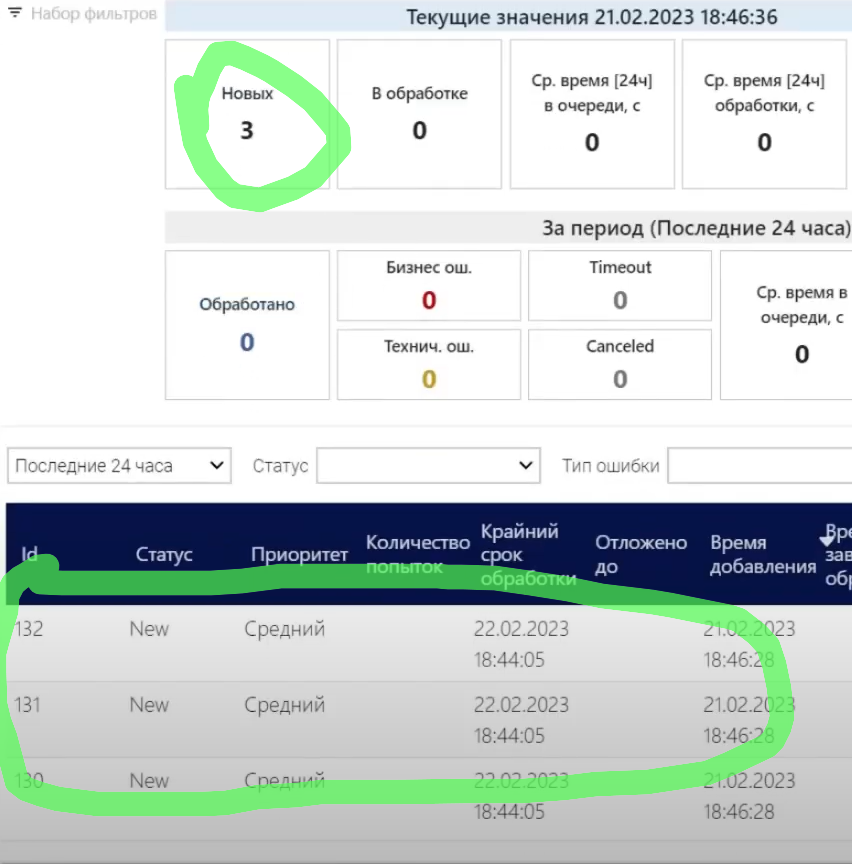 Набор фильтров
Текущие значения 21.02.2023 18:46:36
Новых
3
В обработке
0
Ср. время [24ч]
в очереди, с
0
Ср. время [24ч]
обработки, с
0
За период (Последние 24 часа)
Обработано
0
Бизнес ош.
0
Timeout
0
Технич. ош.
0
Canceled
0
Ср. время в
очереди, с
0
Последние 24 часа
Статус
Тип ошибки
Id
Статус
Приоритет
Количество
попыток
Крайний
срок
обработки
Отложено
до
Время
добавления
Вре
зав
обр
132 New Средний 22.02.2023 21.02.2023
18:44:05 18:46:28
131 New Средний 22.02.2023 21.02.2023
18:44:05 18:46:28
130 New Средний 22.02.2023 21.02.2023
18:44:05 18:46:28